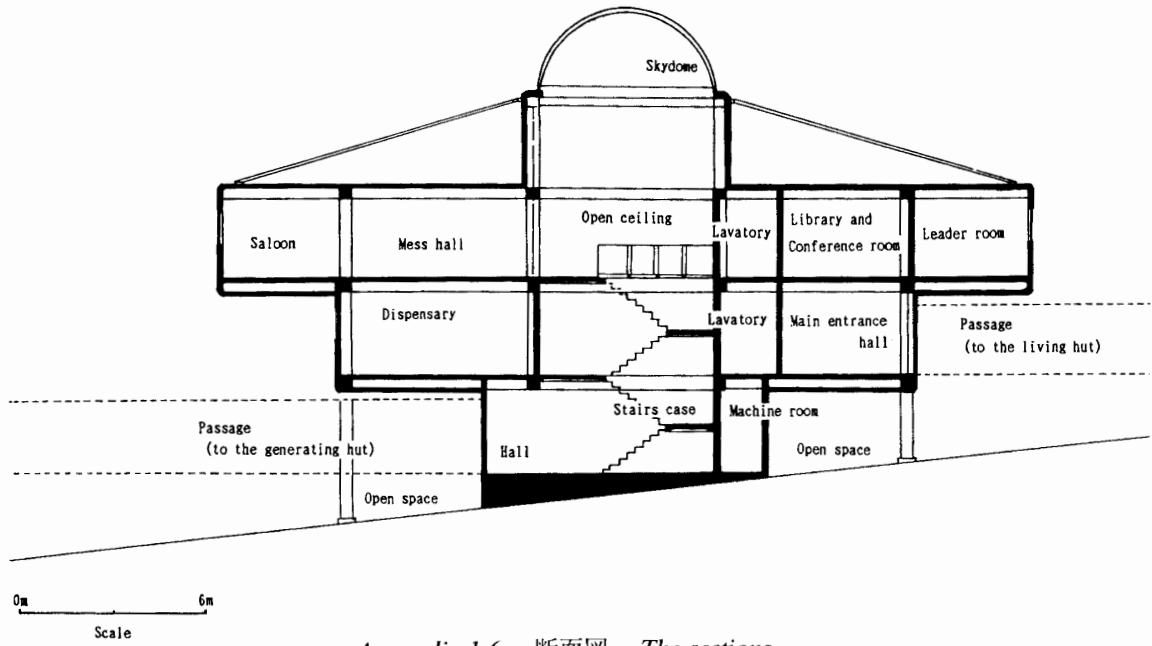 Skydome
Open ceiling
Saloon
Mess hall
Lavatory
Library and
Conference room
Leader room
Dispensary
Lavatory
Main entrance
hall
Passage
(to the living hut)
Passage
(to the generating hut)
Hall
Stairs case
Machine room
Open space
Open space
0m 6m
Scale
断面図 The sections